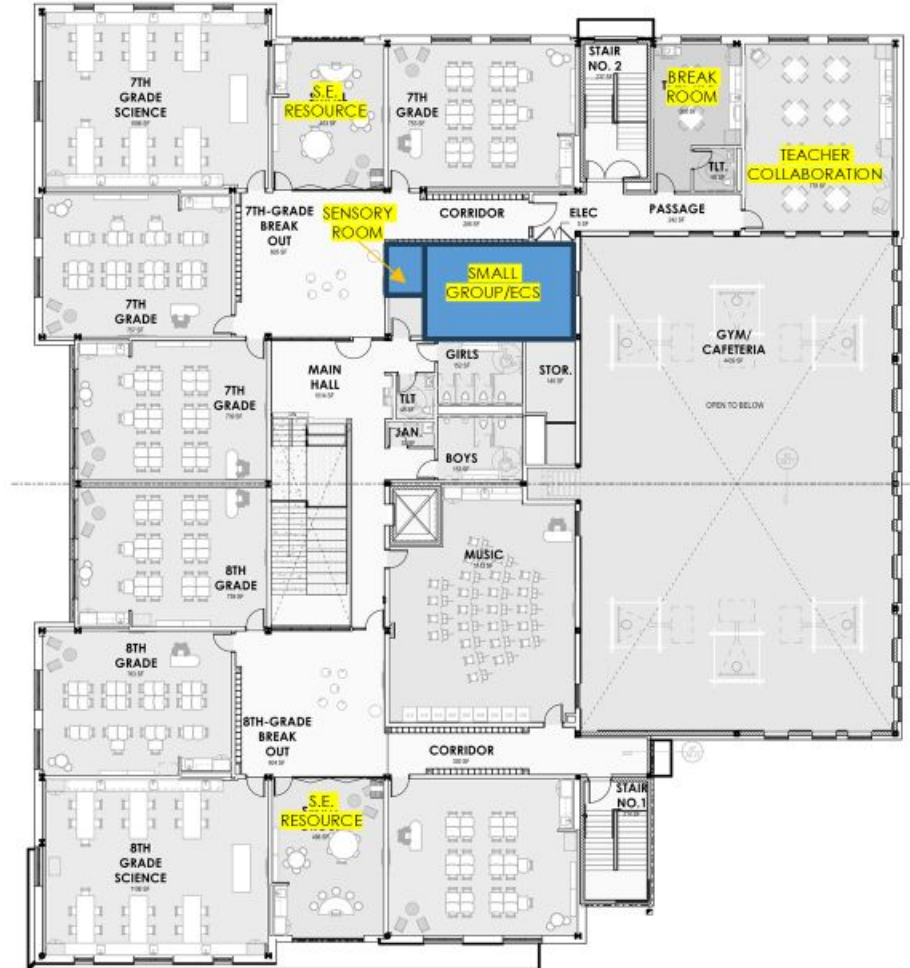 7TH
GRADE
SCIENCE
S.E.
RESOURCE
7TH
GRADE
STAIR
NO. 2
BREAK
ROOM
TLT.
TEACHER
COLLABORATION
7TH-GRADE
BREAK
OUT
SENSORY
ROOM
CORRIDOR
ELEC
PASSAGE
7TH
GRADE
SMALL
GROUP/ECS
GYM/
CAFETERIA
OPEN TO BELOW
7TH
GRADE
MAIN
HALL
GIRLS
STOR.
TLT
JAN.
BOYS
8TH
GRADE
MUSIC
8TH
GRADE
8TH-GRADE
BREAK
OUT
CORRIDOR
8TH
GRADE
SCIENCE
S.E.
RESOURCE
STAIR
NO.1